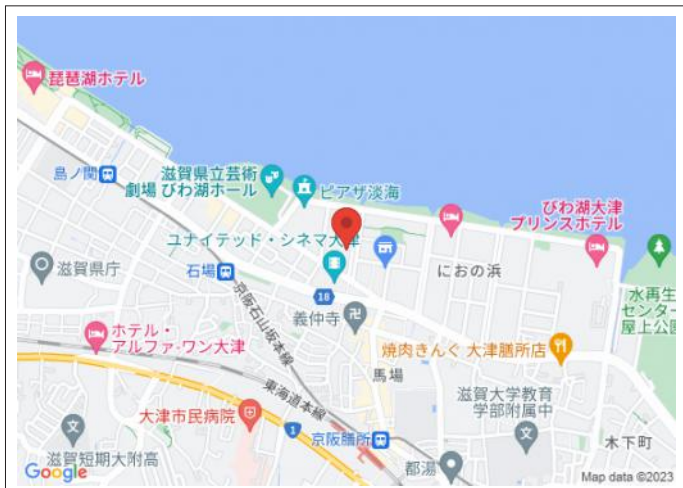 琵琶湖ホテル
島ノ関
滋賀県立芸術
劇場 びわ湖ホール
ピアザ淡海
びわ湖大津
プリンスホテル
ユナイテッド・シネマ大津
滋賀県庁
石場
におの浜
水再生
センター
屋上公園
18
京阪石山坂本線
義仲寺
ホテル・
アルファ-ワン大津
焼肉きんぐ 大津膳所店
馬場
東海道本線
滋賀大学教育
学部附属中
大津市民病院
1
京阪膳所
木下町
滋賀短期大附高
都湯
Google
Map data ©2023